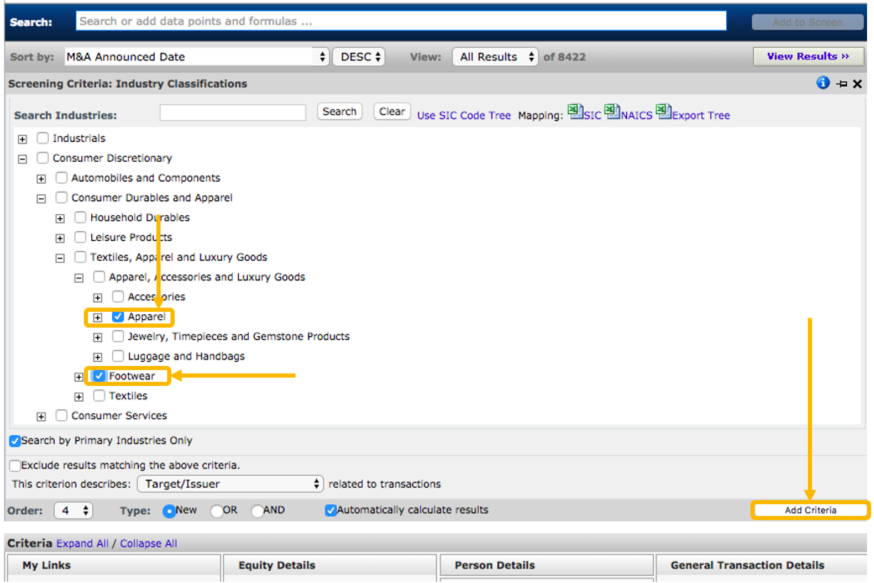 Search: Search or add data points and formulas ... Add to Screen
Sort by: M&A Announced Date DESC View: All Results of 8422 View Results »
Screening Criteria: Industry Classifications
Search Industries: Search Clear Use SIC Code Tree Mapping: SIC NAICS Export Tree
Industrials
Consumer Discretionary
Automobiles and Components
Consumer Durables and Apparel
Household Durables
Leisure Products
Textiles, Apparel and Luxury Goods
Apparel, Accessories and Luxury Goods
Accessories
Apparel
Jewelry, Timepieces and Gemstone Products
Luggage and Handbags
Footwear
Textiles
Consumer Services
Search by Primary Industries Only
Exclude results matching the above criteria.
This criterion describes: Target/Issuer related to transactions
Order: 4 Type: New OR AND Automatically calculate results Add Criteria
Criteria Expand All / Collapse All
My Links Equity Details Person Details General Transaction Details